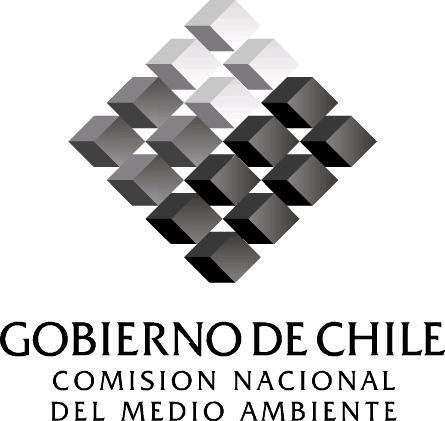 GOBIERNO DE CHILE
COMISION NACIONAL
DEL MEDIO AMBIENTE